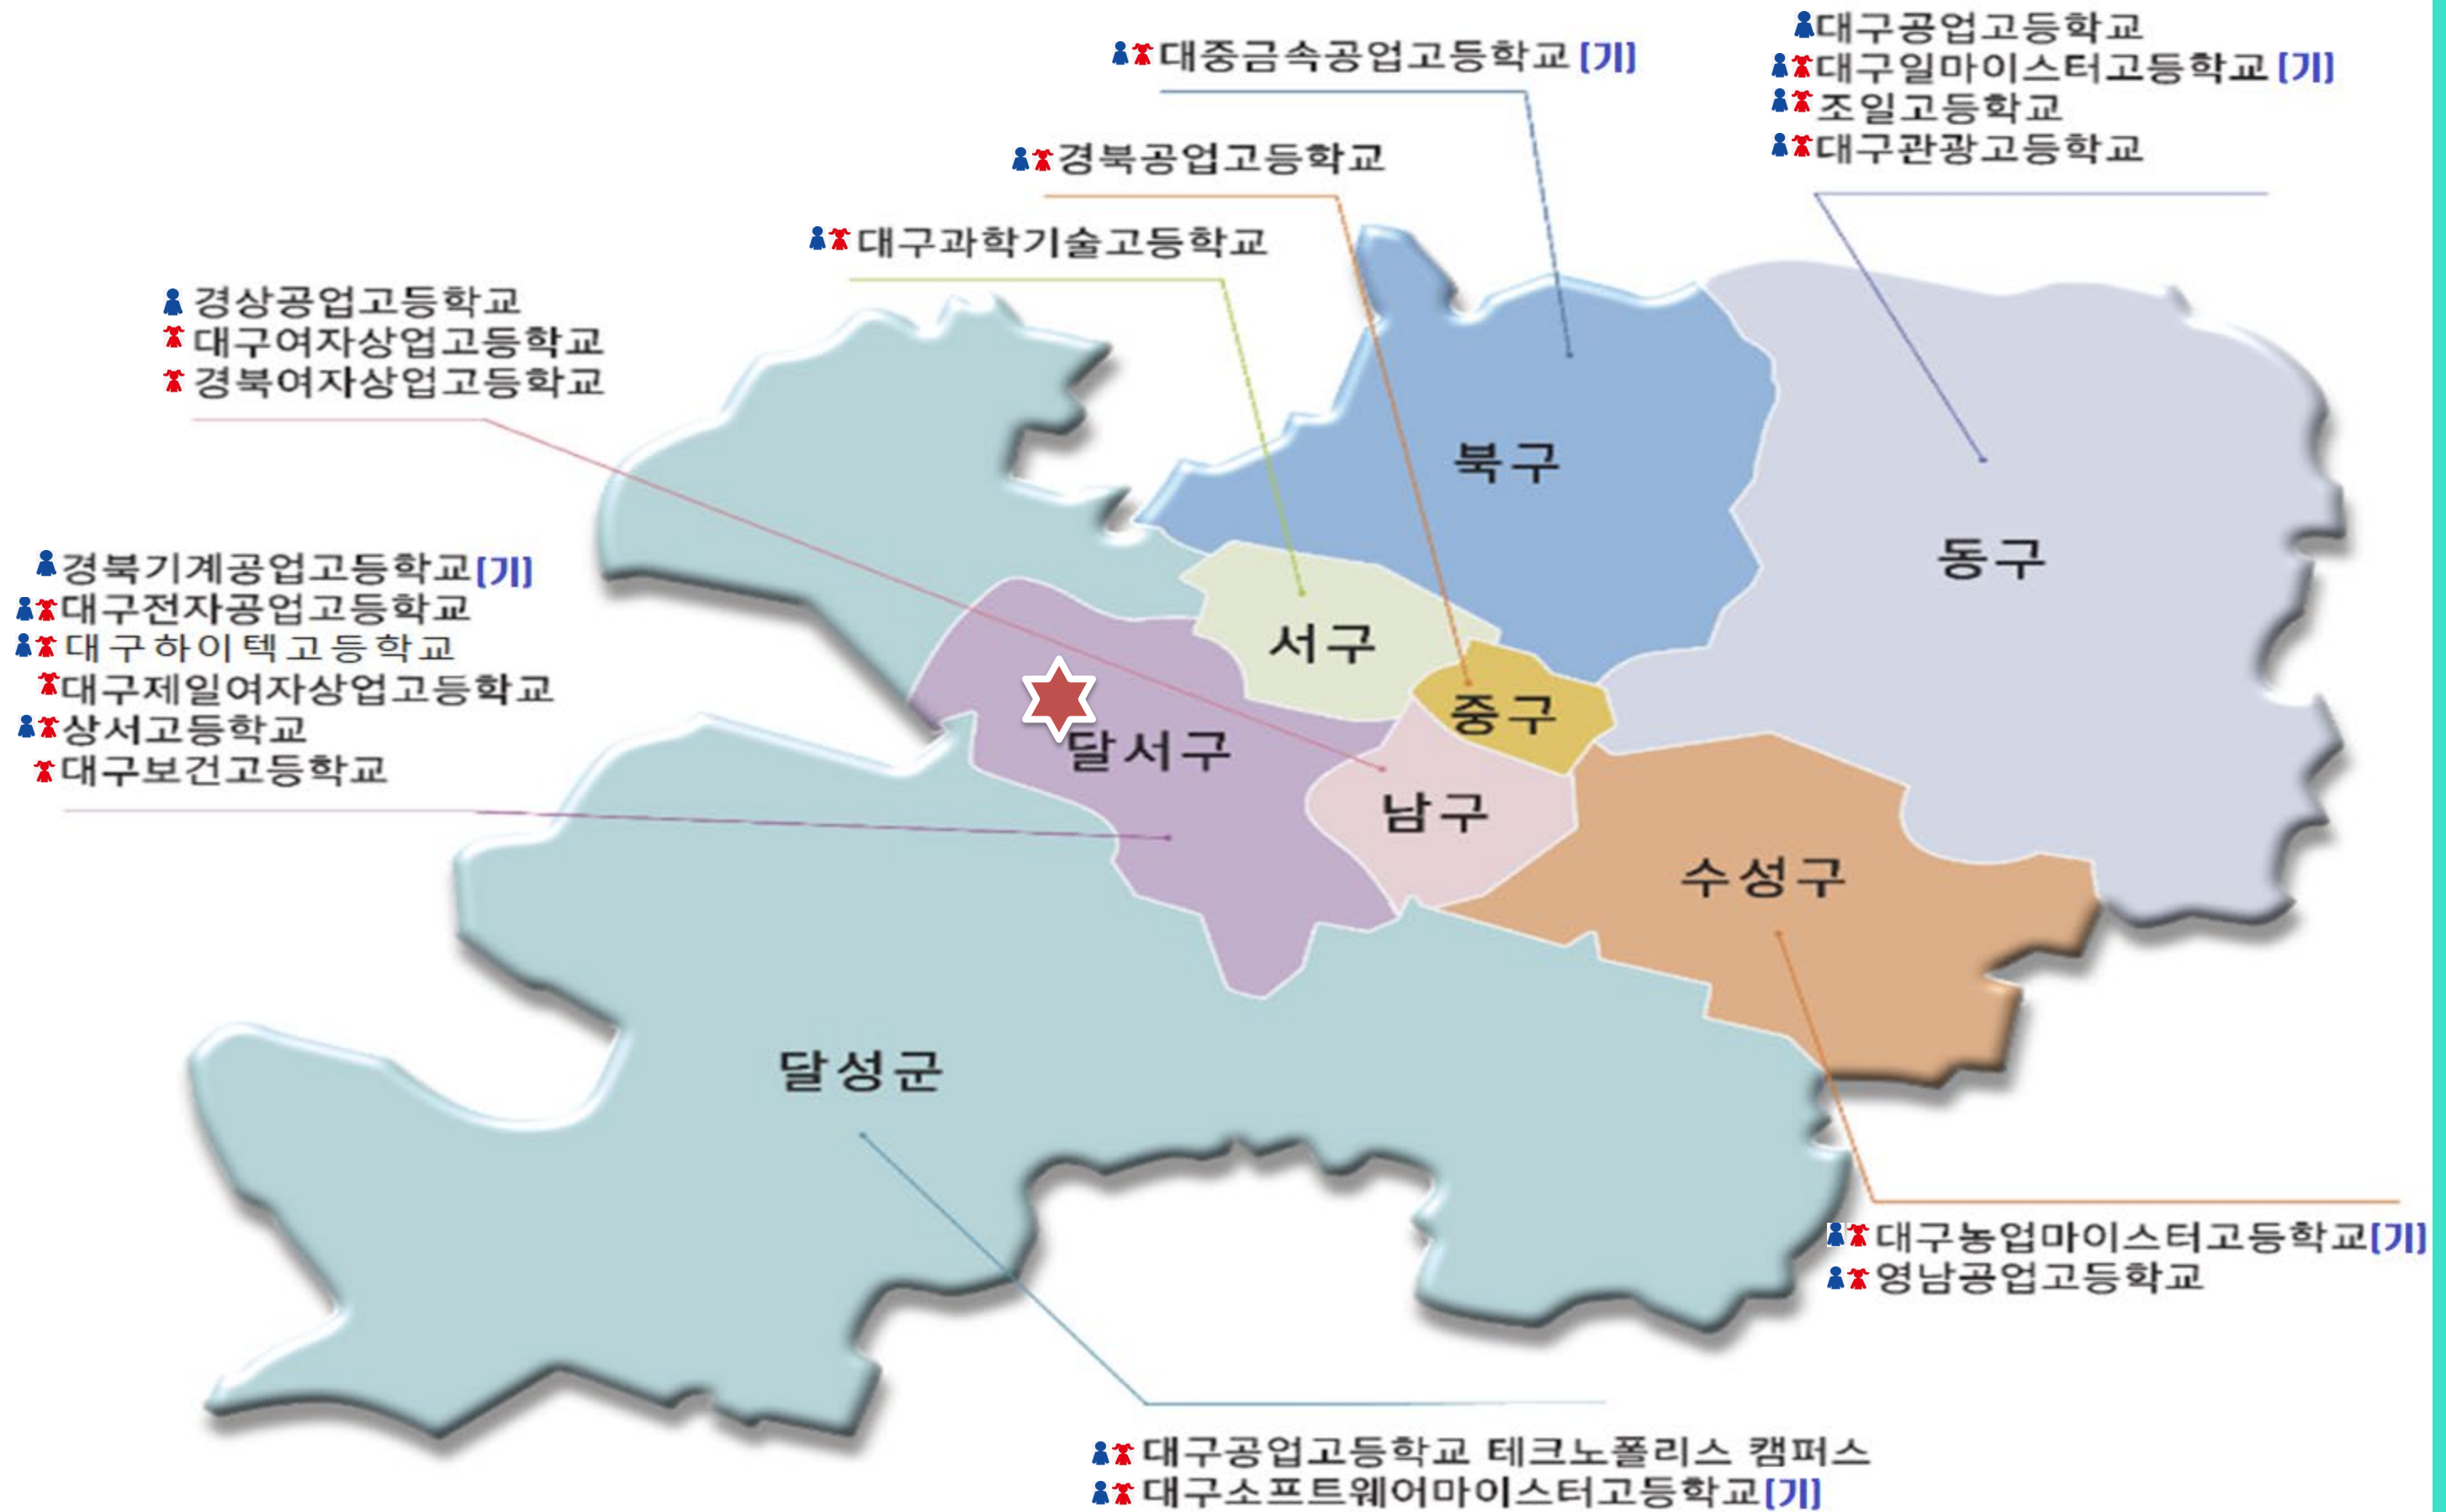 대중금속공업고등학교 [기]
대구공업고등학교
대구일마이스터고등학교 [기]
조일고등학교
대구관광고등학교
경북공업고등학교
대구과학기술고등학교
경상공업고등학교
대구여자상업고등학교
경북여자상업고등학교
경북기계공업고등학교[기]
대구전자공업고등학교
대구하이텍고등학교
대구제일여자상업고등학교
상서고등학교
대구보건고등학교
북구
동구
서구
중구
달서구
남구
수성구
달성군
대구농업마이스터고등학교[기]
영남공업고등학교
대구공업고등학교 테크노폴리스 캠퍼스
대구소프트웨어마이스터고등학교[기]